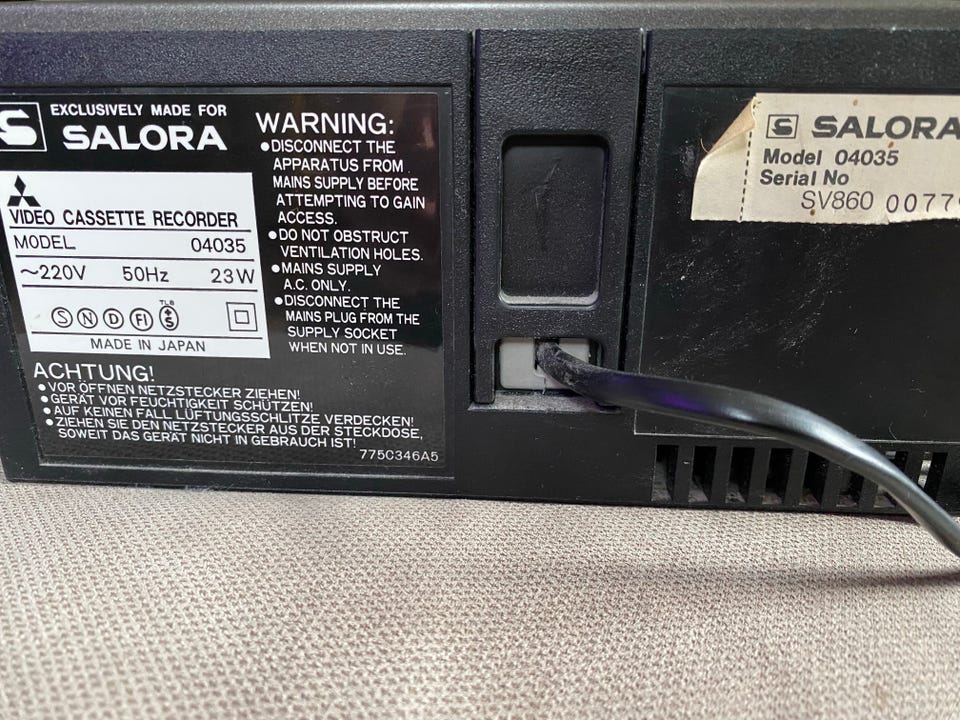 S EXCLUSIVELY MADE FOR
SALORA
VIDEO CASSETTE RECORDER
MODEL 04035
~220V 50Hz 23W
S N D FI TLB S
MADE IN JAPAN
WARNING:
●DISCONNECT THE
APPARATUS FROM
MAINS SUPPLY BEFORE
ATTEMPTING TO GAIN
ACCESS.
●DO NOT OBSTRUCT
VENTILATION HOLES.
●MAINS SUPPLY
A.C. ONLY.
●DISCONNECT THE
MAINS PLUG FROM THE
SUPPLY SOCKET
WHEN NOT IN USE.
ACHTUNG!
●VOR ÖFFNEN NETZSTECKER ZIEHEN!
●GERÄT VOR FEUCHTIGKEIT SCHÜTZEN!
●AUF KEINEN FALL LÜFTUNGSSCHLITZE VERDECKEN!
●ZIEHEN SIE DEN NETZSTECKER AUS DER STECKDOSE,
SOWEIT DAS GERÄT NICHT IN GEBRAUCH IST!
775C346A5
S SALORA
Model 04035
Serial No
SV860 0077